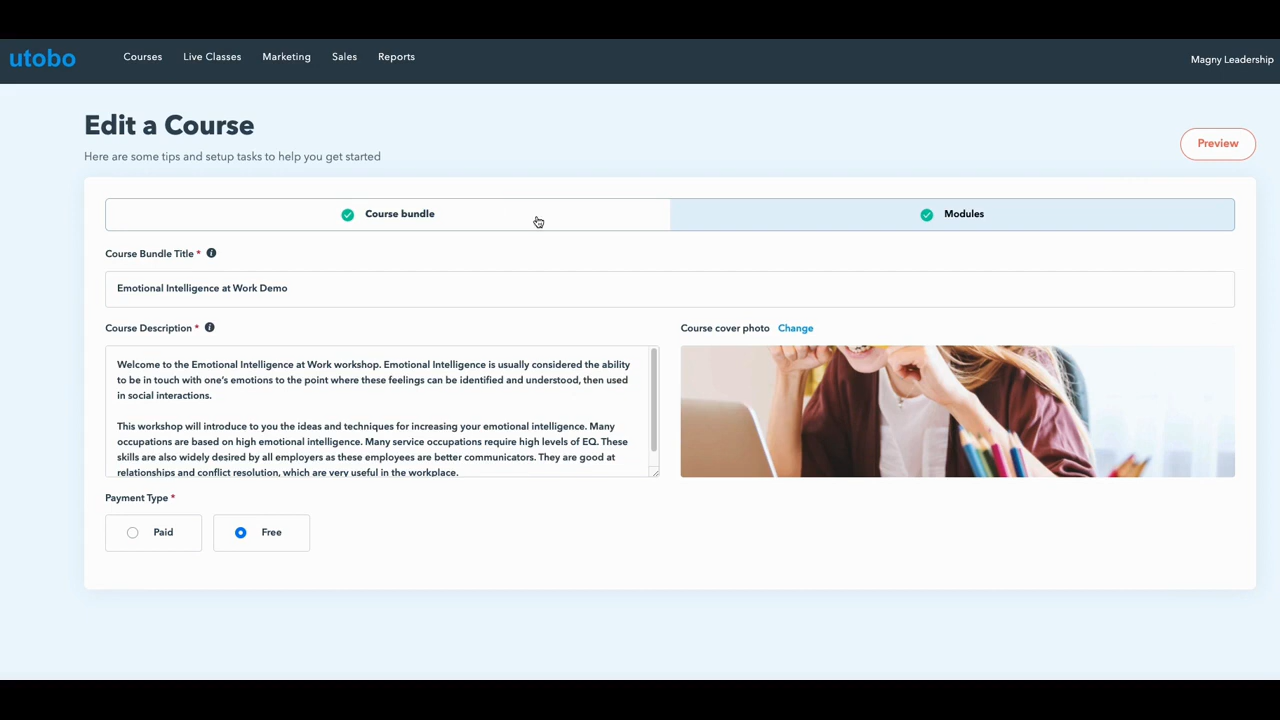 utobo
Courses
Live Classes
Marketing
Sales
Reports
Magny Leadership
Edit a Course
Here are some tips and setup tasks to help you get started
Preview
Course bundle
Modules
Course Bundle Title *
Emotional Intelligence at Work Demo
Course Description *
Course cover photo Change
Welcome to the Emotional Intelligence at Work workshop. Emotional Intelligence is usually considered the ability
to be in touch with one's emotions to the point where these feelings can be identified and understood, then used
in social interactions.
This workshop will introduce to you the ideas and techniques for increasing your emotional intelligence. Many
occupations are based on high emotional intelligence. Many service occupations require high levels of EQ. These
skills are also widely desired by all employers as these employees are better communicators. They are good at
relationships and conflict resolution, which are very useful in the workplace.
Payment Type *
Paid
Free